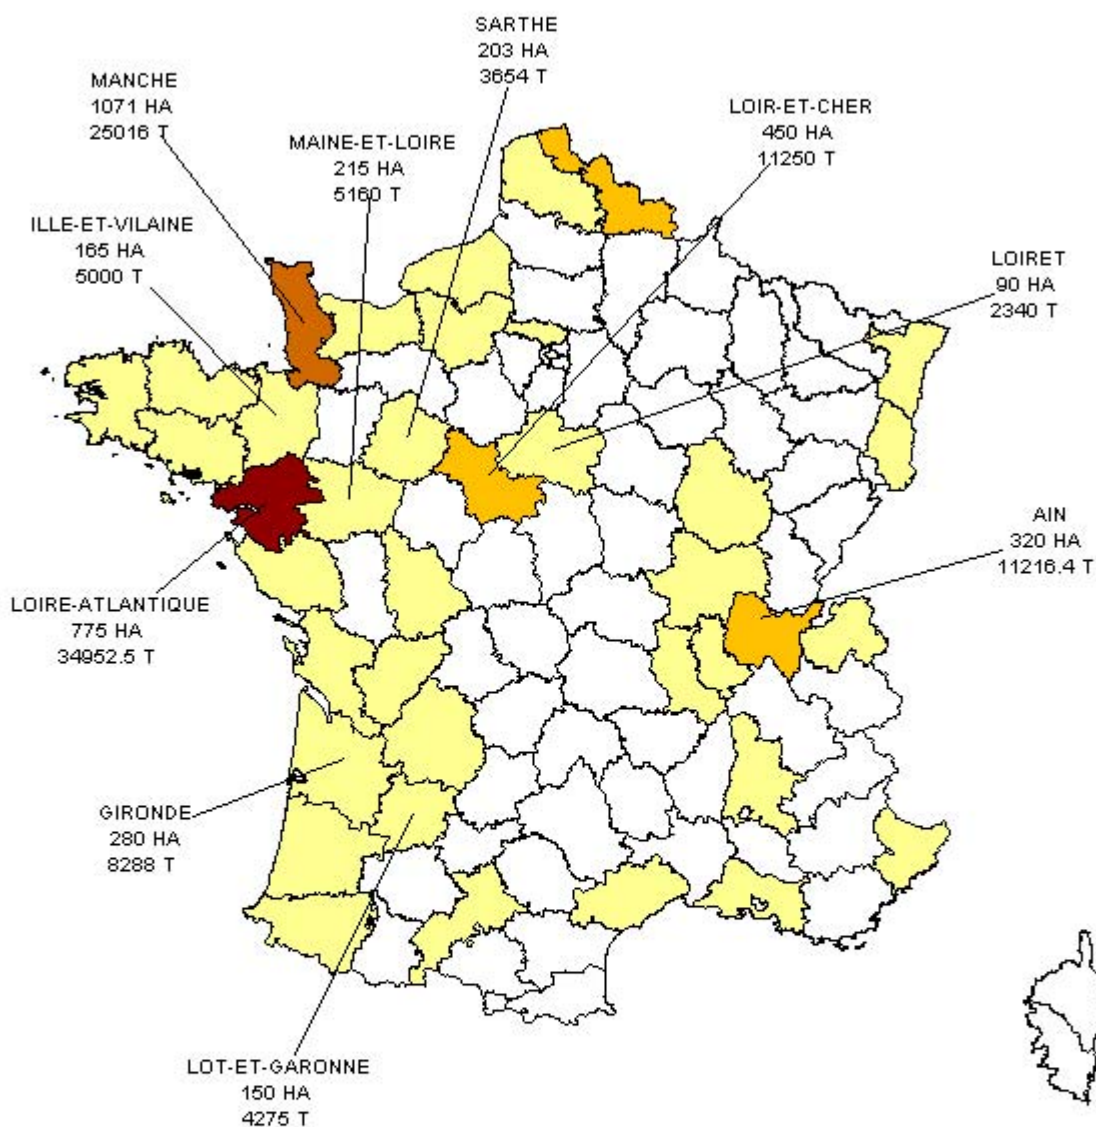 SARTHE
203 HA
3654 T
MANCHE
1071 HA
25016 T
LOIR-ET-CHER
450 HA
11250 T
MAINE-ET-LOIRE
215 HA
5160 T
ILLE-ET-VILAINE
165 HA
5000 T
LOIRET
90 HA
2340 T
AIN
320 HA
11216.4 T
LOIRE-ATLANTIQUE
775 HA
34952.5 T
GIRONDE
280 HA
8288 T
LOT-ET-GARONNE
150 HA
4275 T